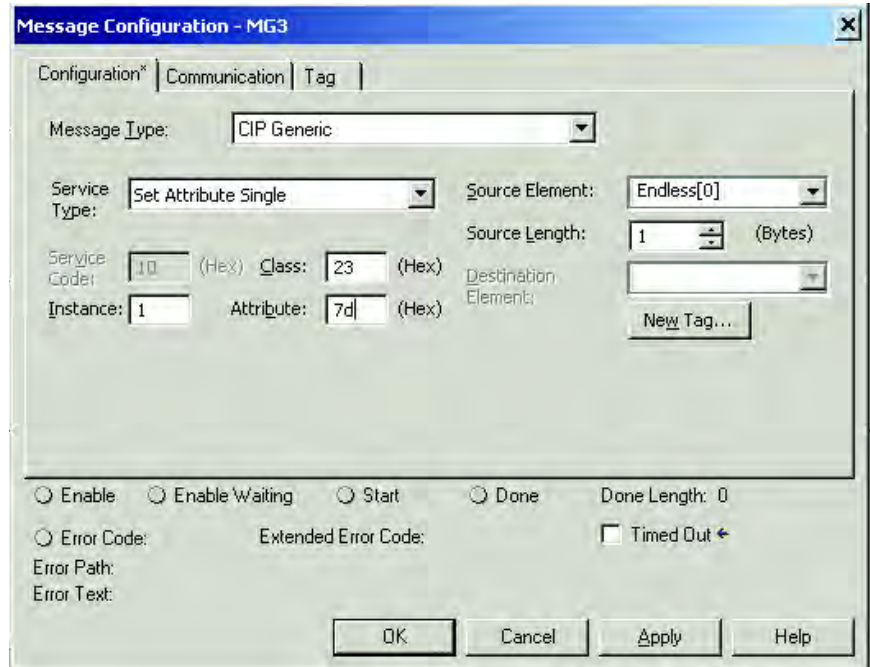 Message Configuration - MG3
Configuration* Communication Tag
Message Type: CIP Generic
Service Type: Set Attribute Single
Source Element: Endless[0]
Source Length: 1 (Bytes)
Service Code: 10 (Hex) Class: 23 (Hex)
Destination Element:
Instance: 1 Attribute: 7d (Hex)
New Tag...
Enable Enable Waiting Start Done Done Length: 0
Error Code: Extended Error Code: Timed Out
Error Path:
Error Text:
OK Cancel Apply Help